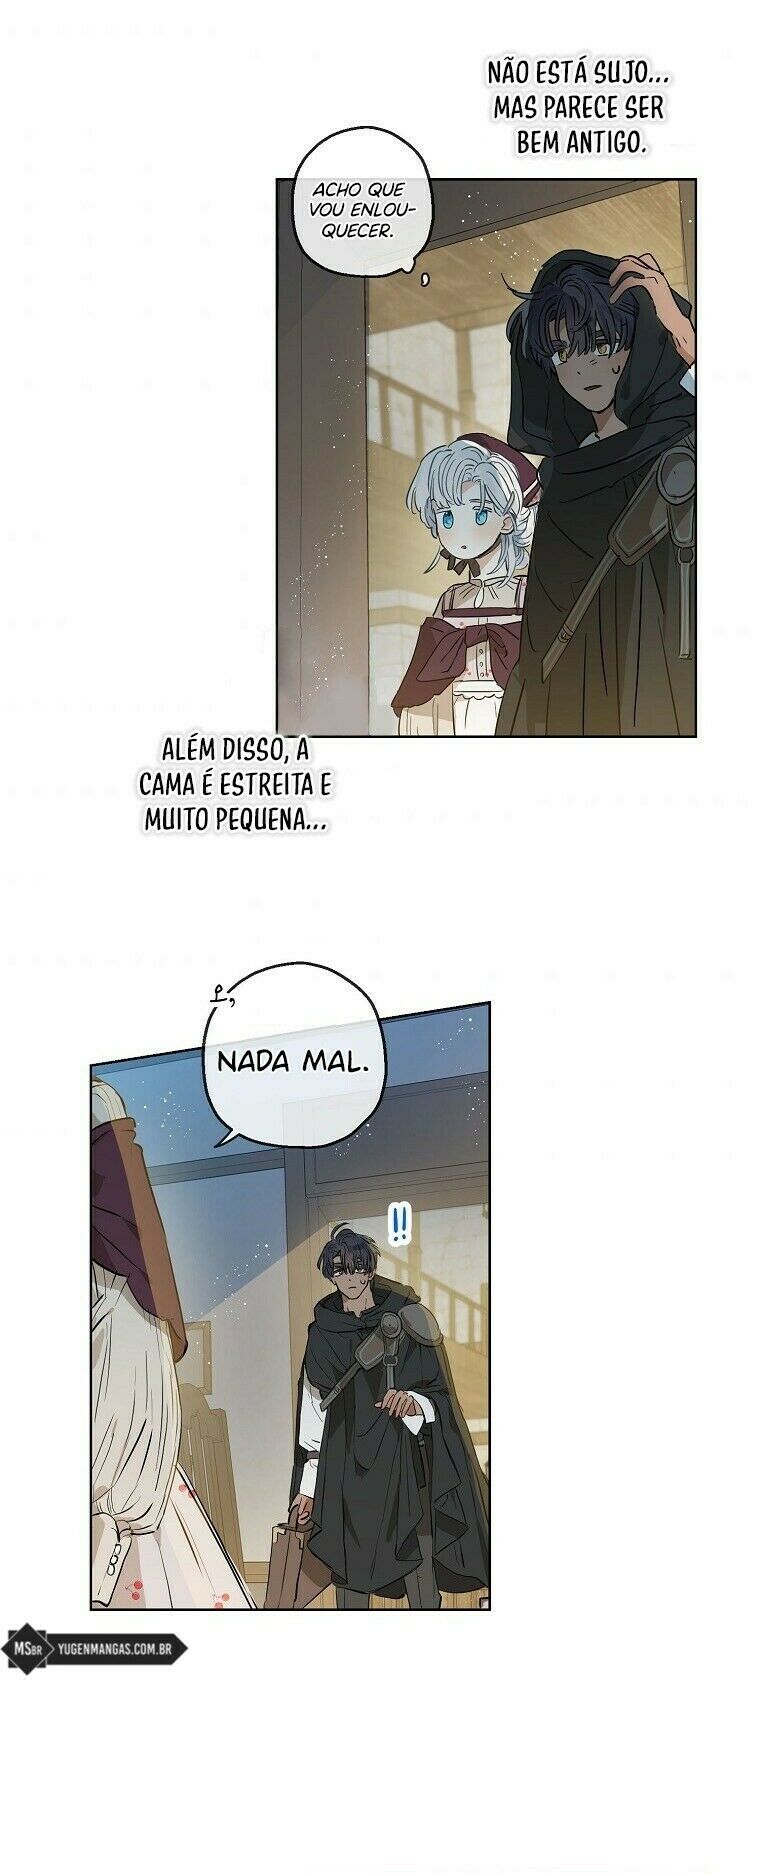 NÃO ESTÁ SUJO...
MAS PARECE SER
BEM ANTIGO.
ACHO QUE
VOU ENLOU-
QUECER.
ALÉM DISSO, A
CAMA É ESTREITA E
MUITO PEQUENA...
오,
NADA MAL.
!!
MSBR YUGENMANGAS.COM.BR